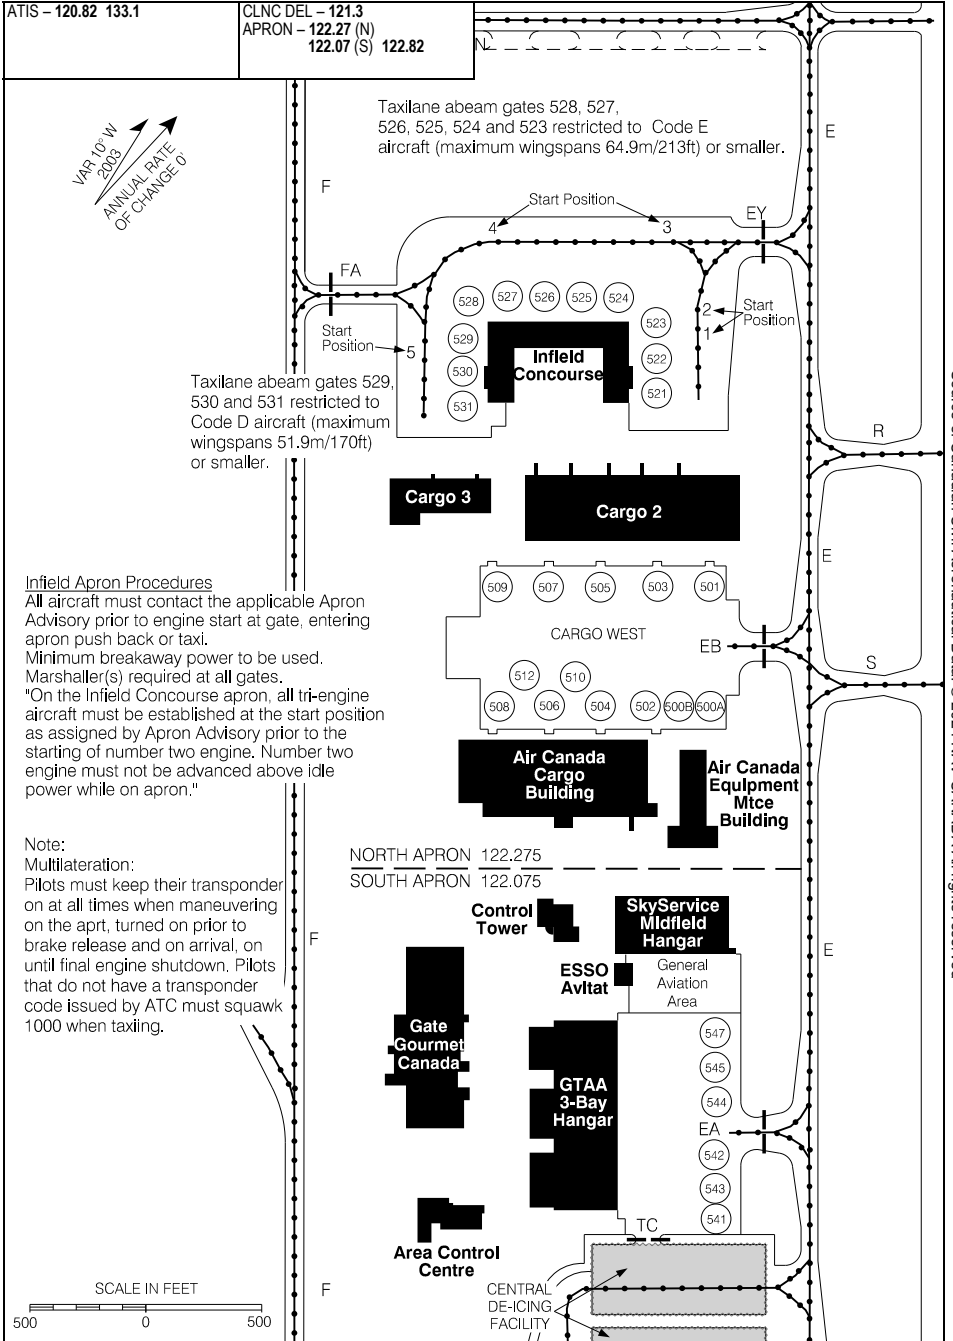 ATIS – 120.82 133.1
CLNC DEL – 121.3
APRON – 122.27 (N)
122.07 (S) 122.82
N
Taxilane abeam gates 528, 527,
526, 525, 524 and 523 restricted to Code E
aircraft (maximum wingspans 64.9m/213ft) or smaller.
VAR 10° W
2003
ANNUAL RATE
OF CHANGE 0'
E
F
Start Position
EY
4
3
FA
527
526
525
524
528
523
2
1
Start
Position
Start
Position
5
529
522
530
521
531
Infield
Concourse
Taxilane abeam gates 529,
530 and 531 restricted to
Code D aircraft (maximum
wingspans 51.9m/170ft)
or smaller.
R
Cargo 3
Cargo 2
E
Infield Apron Procedures
All aircraft must contact the applicable Apron
Advisory prior to engine start at gate, entering
apron push back or taxi.
Minimum breakaway power to be used.
Marshaller(s) required at all gates.
"On the Infield Concourse apron, all tri-engine
aircraft must be established at the start position
as assigned by Apron Advisory prior to the
starting of number two engine. Number two
engine must not be advanced above idle
power while on apron."
509
507
505
503
501
CARGO WEST
EB
S
512
510
508
506
504
502
500B
500A
Air Canada
Cargo
Building
Air Canada
EquIpment
Mtce
Building
Note:
Multilateration:
Pilots must keep their transponder
on at all times when maneuvering
on the aprt, turned on prior to
brake release and on arrival, on
until final engine shutdown. Pilots
that do not have a transponder
code issued by ATC must squawk
1000 when taxiing.
NORTH APRON 122.275
SOUTH APRON 122.075
Control
Tower
SkyService
MIdfIeld
Hangar
F
E
ESSO
AvItat
General
Aviation
Area
Gate
Gourmet
Canada
GTAA
3-Bay
Hangar
547
545
544
EA
542
543
541
TC
Area Control
Centre
F
CENTRAL
DE-ICING
FACILITY
SCALE IN FEET
500
0
500